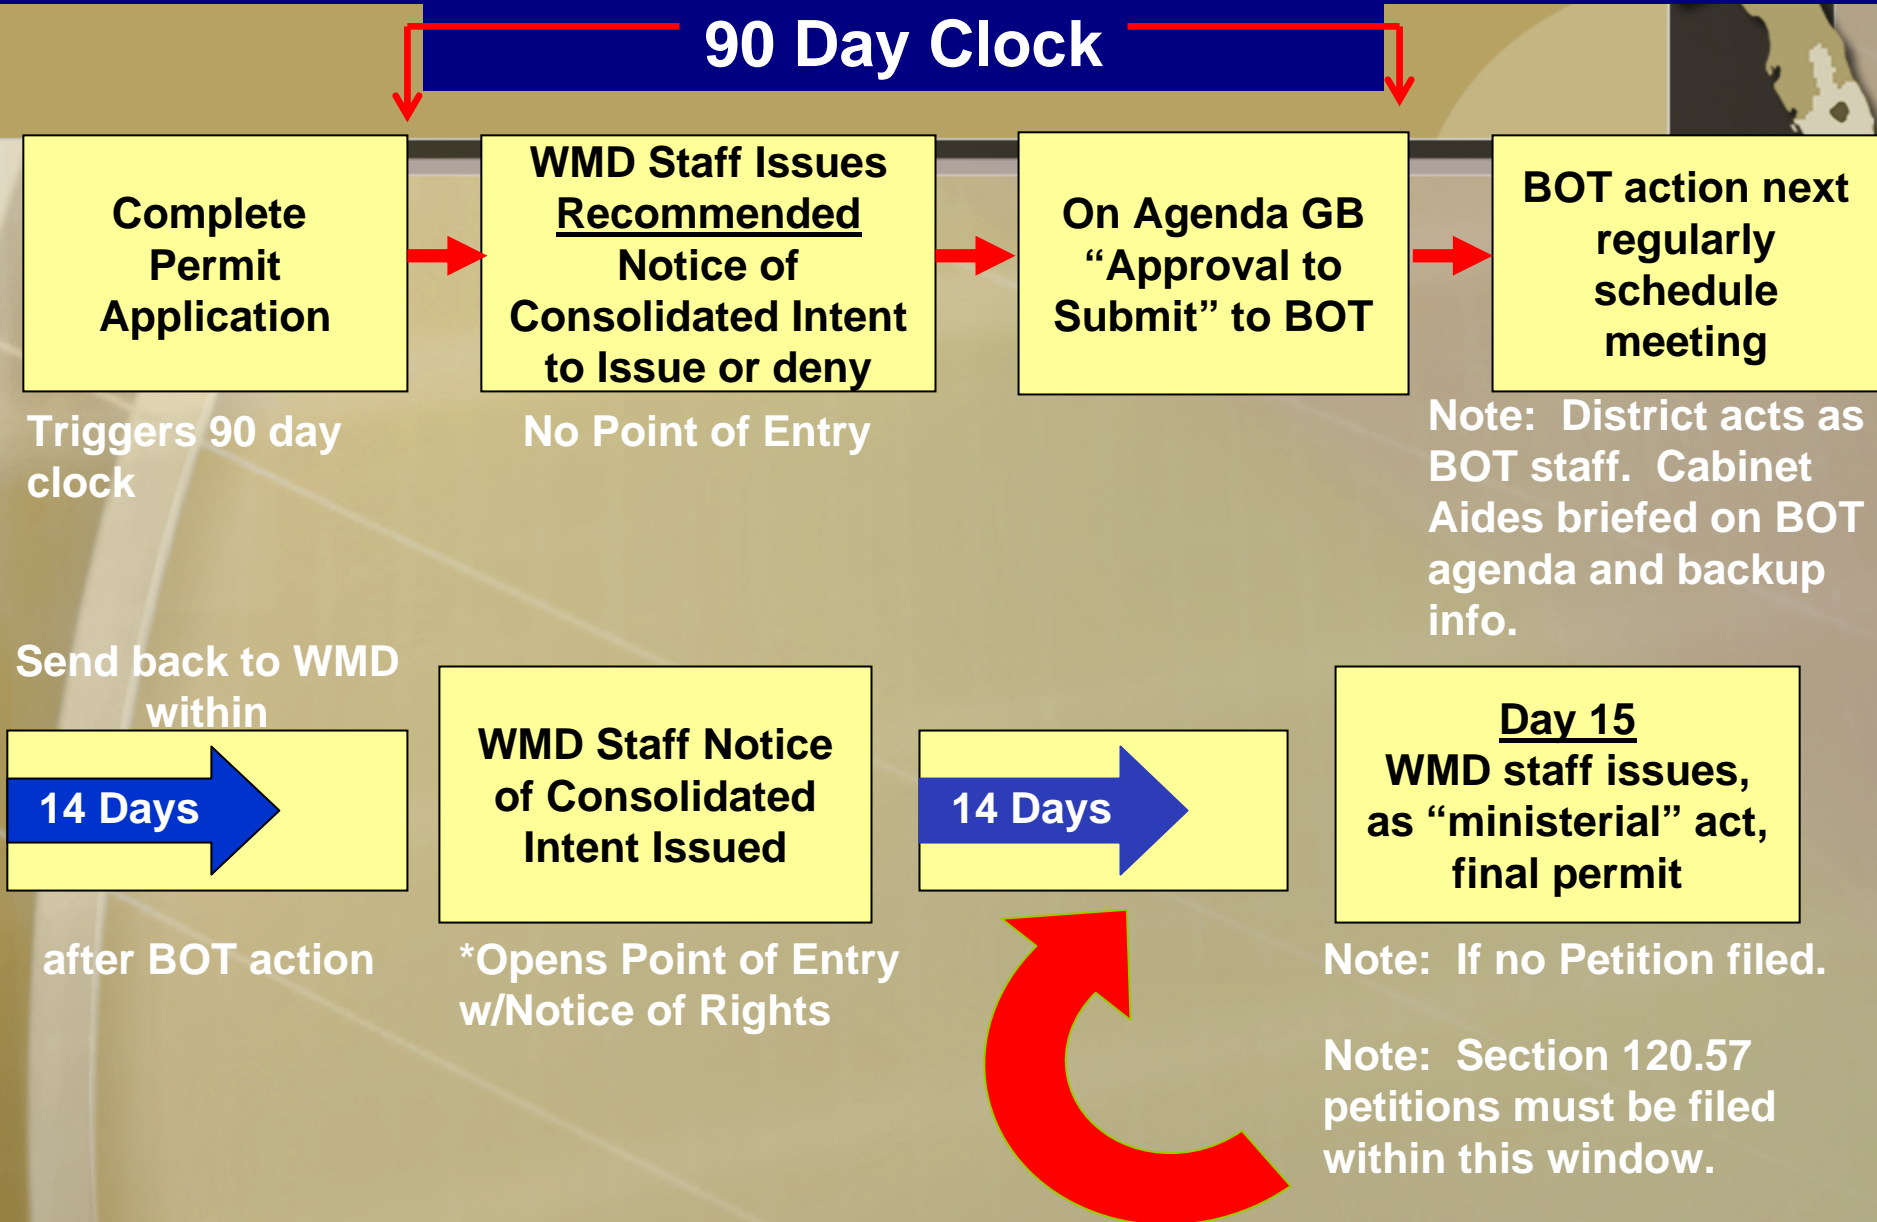 90 Day Clock
Complete
Permit
Application
WMD Staff Issues
Recommended
Notice of
Consolidated Intent
to Issue or deny
On Agenda GB
“Approval to
Submit” to BOT
BOT action next
regularly
schedule
meeting
Triggers 90 day
clock
No Point of Entry
Note:  District acts as
BOT staff.  Cabinet
Aides briefed on BOT
agenda and backup
info.
Send back to WMD
within
14 Days
after BOT action
WMD Staff Notice
of Consolidated
Intent Issued
*Opens Point of Entry
w/Notice of Rights
14 Days
Day 15
WMD staff issues,
as “ministerial” act,
final permit
Note:  If no Petition filed.
Note:  Section 120.57
petitions must be filed
within this window.